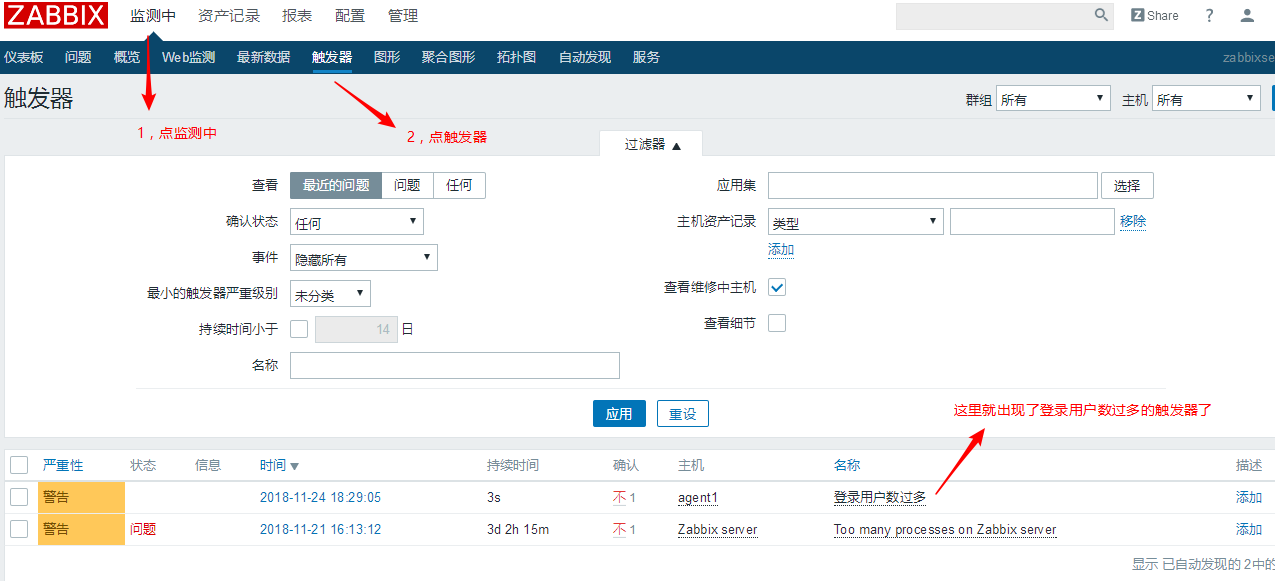 ZABBIX 监测中 资产记录 报表 配置 管理 Z Share ?
仪表板 问题 概览 Web监测 最新数据 触发器 图形 聚合图形 拓扑图 自动发现 服务 zabbixse
触发器 群组 所有 主机 所有
1，点监测中
2，点触发器
过滤器
查看 最近的问题 问题 任何 应用集 选择
确认状态 任何 主机资产记录 类型 移除
添加
事件 隐藏所有
查看维修中主机
最小的触发器严重级别 未分类
持续时间小于 14 日 查看细节
名称
应用 重设
这里就出现了登录用户数过多的触发器了
严重性 状态 信息 时间 持续时间 确认 主机 名称 描述
警告 2018-11-24 18:29:05 3s 不 1 agent1 登录用户数过多 添加
警告 问题 2018-11-21 16:13:12 3d 2h 15m 不 1 Zabbix server Too many processes on Zabbix server 添加
显示 已自动发现的 2中的